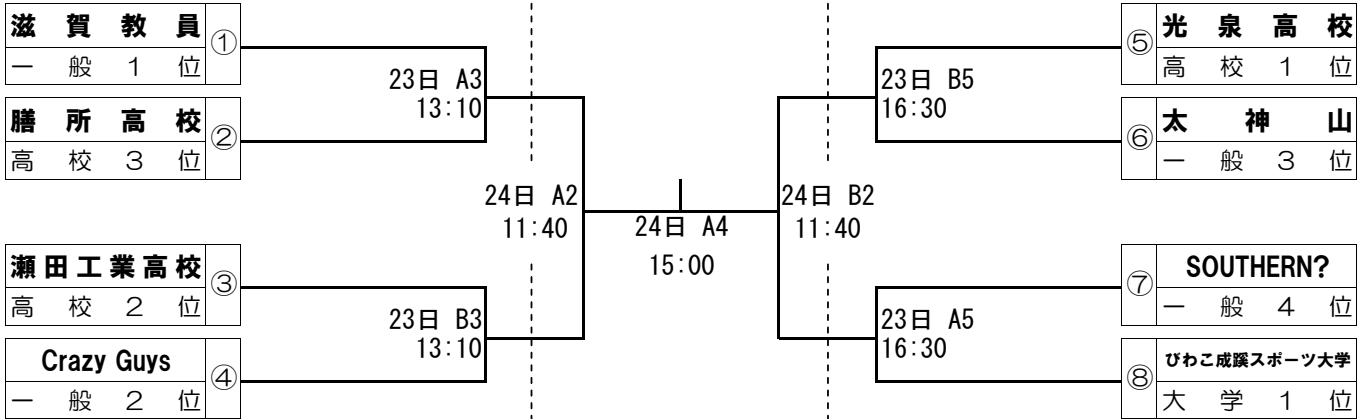 滋賀教員
一般1位
①
膳所高校
高校3位
②
瀬田工業高校
高校2位
③
Crazy Guys
一般2位
④
23日 A3
13:10
23日 B3
13:10
24日 A2
11:40
24日 A4
15:00
24日 B2
11:40
23日 B5
16:30
23日 A5
16:30
⑤
光泉高校
高校1位
⑥
太神山
一般3位
⑦
SOUTHERN?
一般4位
⑧
びわこ成蹊スポーツ大学
大学1位